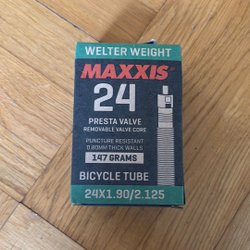 WELTER WEIGHT
MAXXIS
24
PRESTA VALVE
REMOVABLE VALVE CORE
PUNCTURE RESISTANT
0.80MM THICK WALLS
147 GRAMS
BICYCLE TUBE
24X1.90/2.125